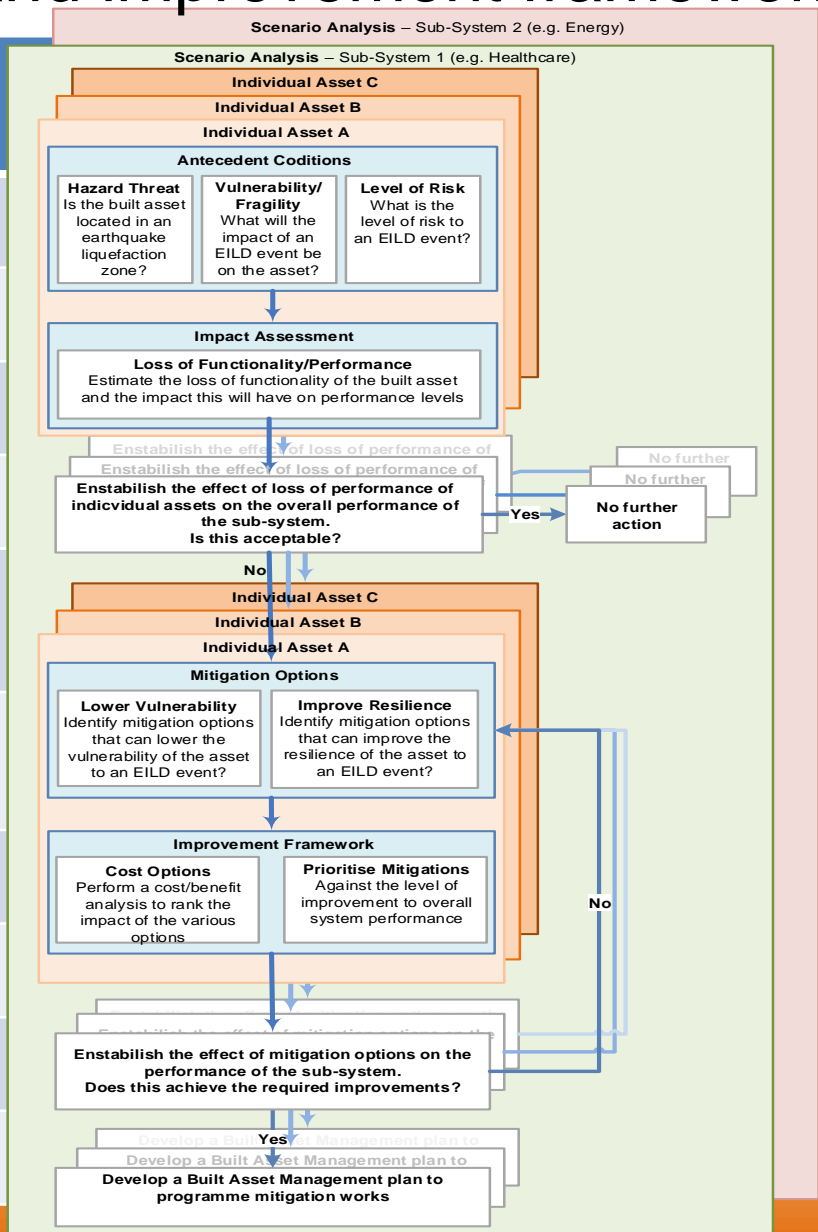 Scenario Analysis – Sub-System 2 (e.g. Energy)
Scenario Analysis – Sub-System 1 (e.g. Healthcare)
Individual Asset C
Individual Asset B
Individual Asset A
Antecedent Coditions
Hazard Threat
Is the built asset
located in an
earthquake
liquefaction
zone?
Vulnerability/
Fragility
What will the
impact of an
EILD event be
on the asset?
Level of Risk
What is the
level of risk to
an EILD event?
Impact Assessment
Loss of Functionality/Performance
Estimate the loss of functionality of the built asset
and the impact this will have on performance levels
Enstabilish the effect of loss of performance of
Enstabilish the effect of loss of performance of
Enstabilish the effect of loss of performance of
indicvidual assets on the overall performance of
the sub-system.
Is this acceptable?
Yes
No further
No further
No further
action
No
Individual Asset C
Individual Asset B
Individual Asset A
Mitigation Options
Lower Vulnerability
Identify mitigation options
that can lower the
vulnerability of the asset
to an EILD event?
Improve Resilience
Identify mitigation options
that can improve the
resilience of the asset to
an EILD event?
Improvement Framework
Cost Options
Perform a cost/benefit
analysis to rank the
impact of the various
options
Prioritise Mitigations
Against the level of
improvement to overall
system performance
No
Enstabilish the effect of mitigation options on the
Enstabilish the effect of mitigation options on the
performance of the sub-system.
Does this achieve the required improvements?
Yes
Develop a Built Asset Management plan to
Develop a Built Asset Management plan to
Develop a Built Asset Management plan to
programme mitigation works